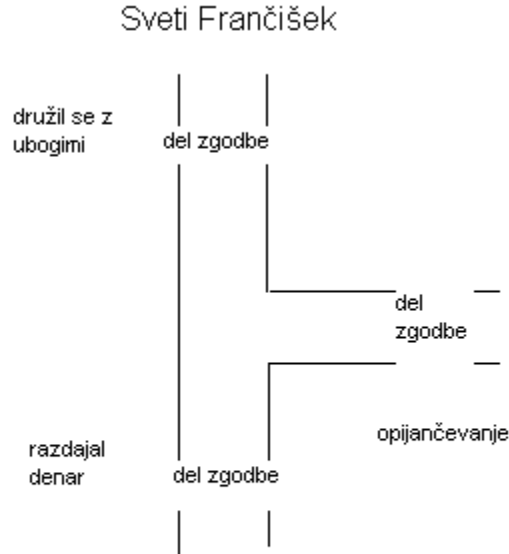 Sveti Frančišek
družil se z
ubogimi
del zgodbe
del
zgodbe
opijančevanje
razdajal
denar
del zgodbe